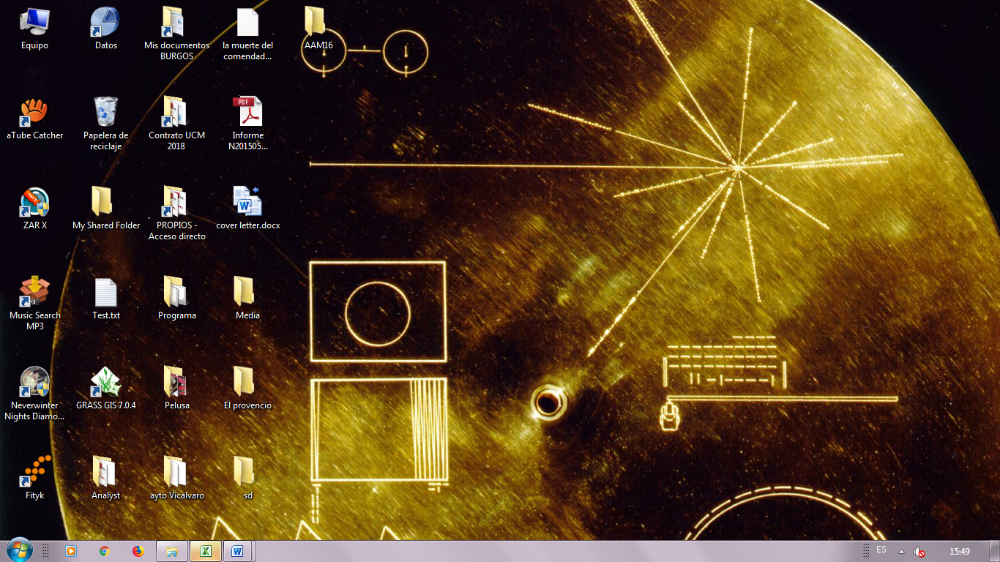 Equipo
Datos
Mis documentos
BURGOS
la muerte del
comendad...
AAM16
aTube Catcher
Papelera de
reciclaje
Contrato UCM
2018
PDF
Informe
N201505...
ZAR X
My Shared Folder
PROPIOS -
Acceso directo
cover letter.docx
Music Search
MP3
Test.txt
Programa
Media
Neverwinter
Nights Diamo...
GRASS GIS 7.0.4
Pelusa
El provencio
Fityk
Analyst
ayto Vicalvaro
sd
ES
15:49